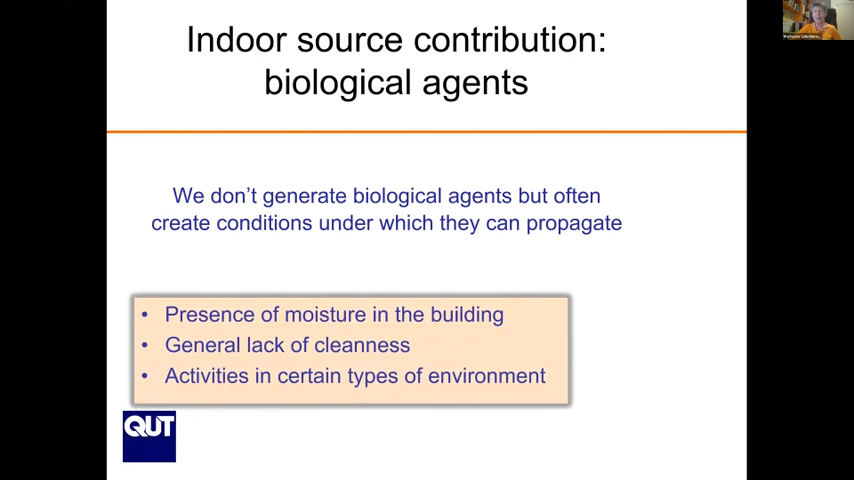 Indoor source contribution:
biological agents
We don't generate biological agents but often
create conditions under which they can propagate
• Presence of moisture in the building
• General lack of cleanness
• Activities in certain types of environment
QUT